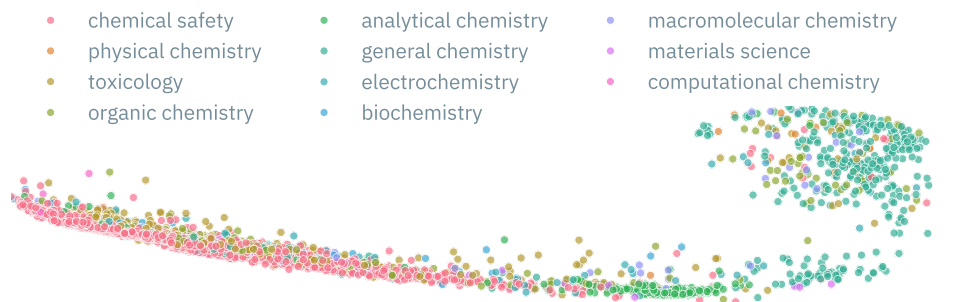 chemical safety
physical chemistry
toxicology
organic chemistry
analytical chemistry
general chemistry
electrochemistry
biochemistry
macromolecular chemistry
materials science
computational chemistry